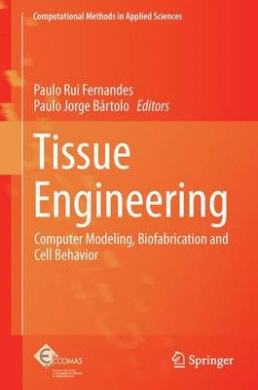 Computational Methods in Applied Sciences
Paulo Rui Fernandes
Paulo Jorge Bártolo Editors
Tissue
Engineering
Computer Modeling, Biofabrication and
Cell Behavior
ECCOMAS
Springer